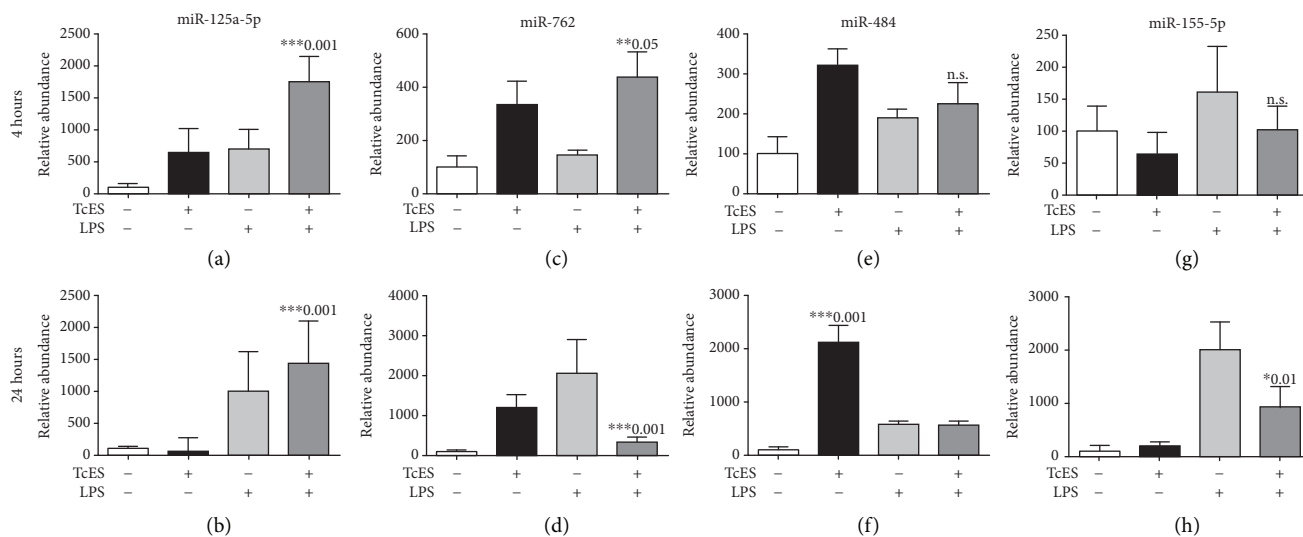 miR-125a-5p miR-762 miR-484 miR-155-5p
4 hours
Relative abundance
2500
2000
1500
1000
500
0
***0.001
TcES − + − +
LPS − − + +
(a)
Relative abundance
600
400
200
0
**0.05
TcES − + − +
LPS − − + +
(c)
Relative abundance
400
300
200
100
0
n.s.
TcES − + − +
LPS − − + +
(e)
Relative abundance
250
200
150
100
50
0
n.s.
TcES − + − +
LPS − − + +
(g)
24 hours
Relative abundance
2500
2000
1500
1000
500
0
***0.001
TcES − + − +
LPS − − + +
(b)
Relative abundance
4000
3000
2000
1000
0
***0.001
TcES − + − +
LPS − − + +
(d)
Relative abundance
3000
2000
1000
0
***0.001
TcES − + − +
LPS − − + +
(f)
Relative abundance
3000
2000
1000
0
*0.01
TcES − + − +
LPS − − + +
(h)